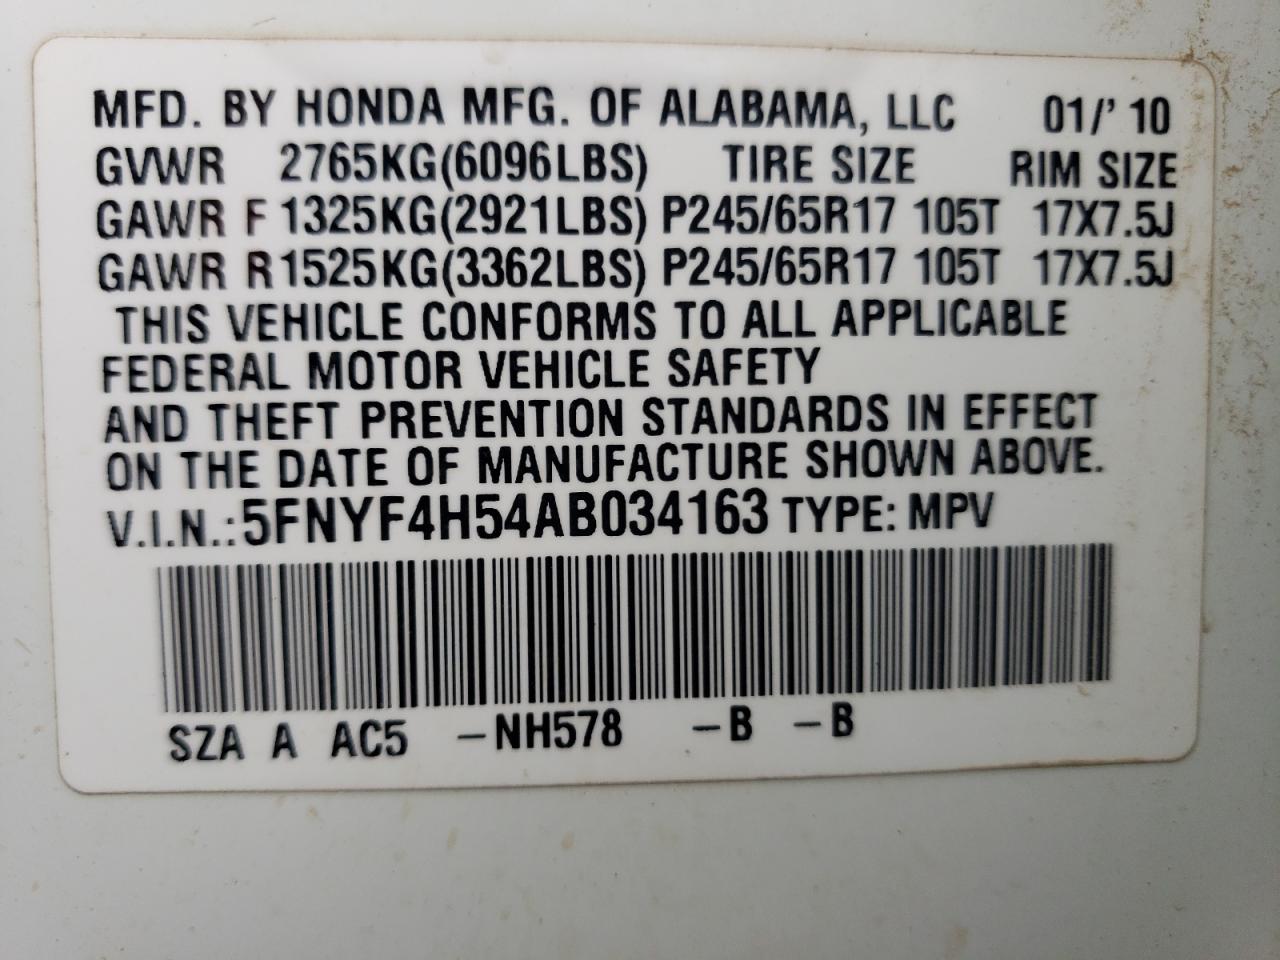 MFD. BY HONDA MFG. OF ALABAMA, LLC 01/' 10
GVWR 2765KG(6096LBS) TIRE SIZE RIM SIZE
GAWR F 1325KG(2921LBS) P245/65R17 105T 17X7.5J
GAWR R 1525KG(3362LBS) P245/65R17 105T 17X7.5J
THIS VEHICLE CONFORMS TO ALL APPLICABLE
FEDERAL MOTOR VEHICLE SAFETY
AND THEFT PREVENTION STANDARDS IN EFFECT
ON THE DATE OF MANUFACTURE SHOWN ABOVE.
V.I.N.:5FNYF4H54AB034163 TYPE: MPV
SZA A AC5 –NH578 –B –B